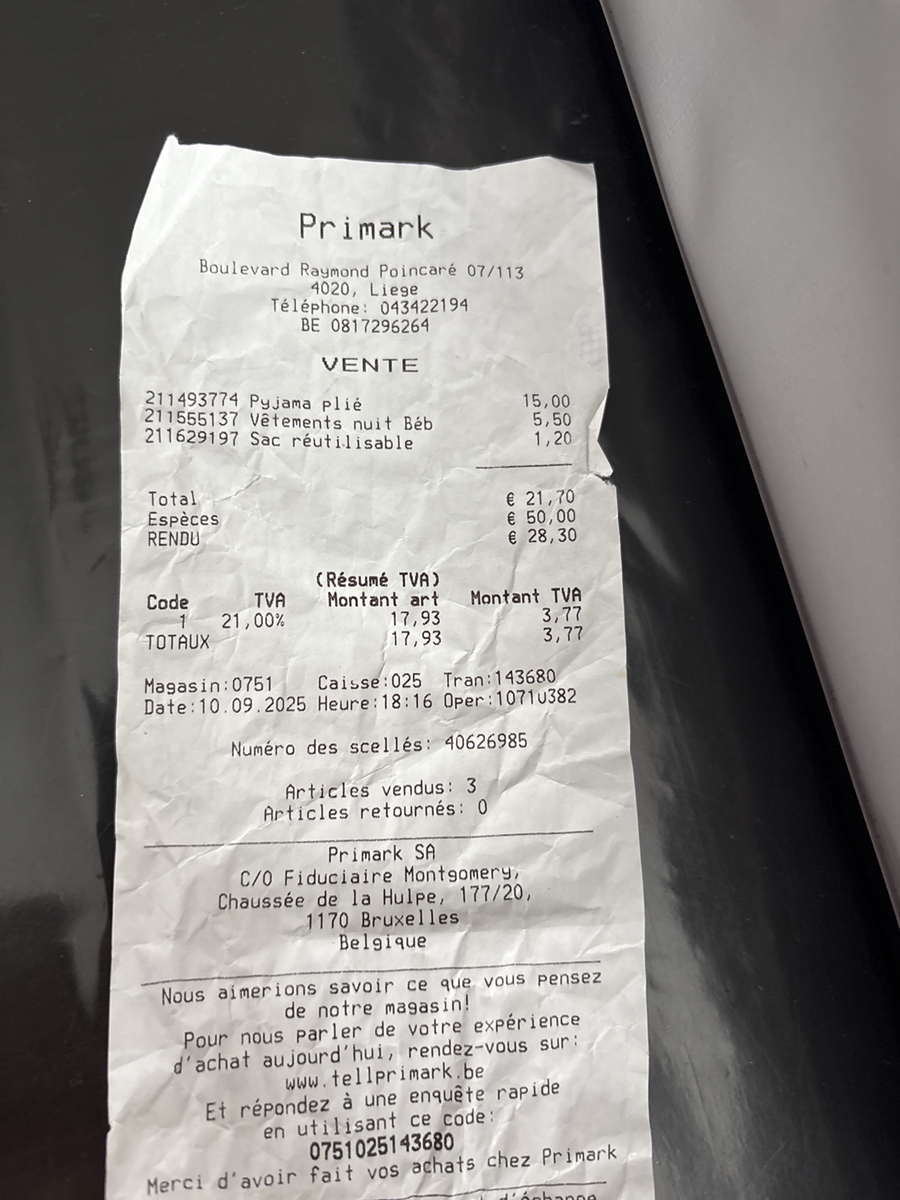 Primark
Boulevard Raymond Poincaré 07/113
4020, Liege
Téléphone: 043422194
BE 0817296264
VENTE
211493774 Pyjama plié 15,00
211555137 Vêtements nuit Béb 5,50
211629197 Sac réutilisable 1,20
Total € 21,70
Espèces € 50,00
RENDU € 28,30
(Résumé TVA)
Code TVA Montant art Montant TVA
1 21,00% 17,93 3,77
TOTAUX 17,93 3,77
Magasin:0751 Caisse:025 Tran:143680
Date:10.09.2025 Heure:18:16 Oper:10710382
Numéro des scellés: 40626985
Articles vendus: 3
Articles retournés: 0
Primark SA
C/O Fiduciaire Montgomery,
Chaussée de la Hulpe, 177/20,
1170 Bruxelles
Belgique
Nous aimerions savoir ce que vous pensez
de notre magasin!
Pour nous parler de votre expérience
d'achat aujourd'hui, rendez-vous sur:
www.tellprimark.be
Et répondez à une enquête rapide
en utilisant ce code:
0751025143680
Merci d'avoir fait vos achats chez Primark
d'échange